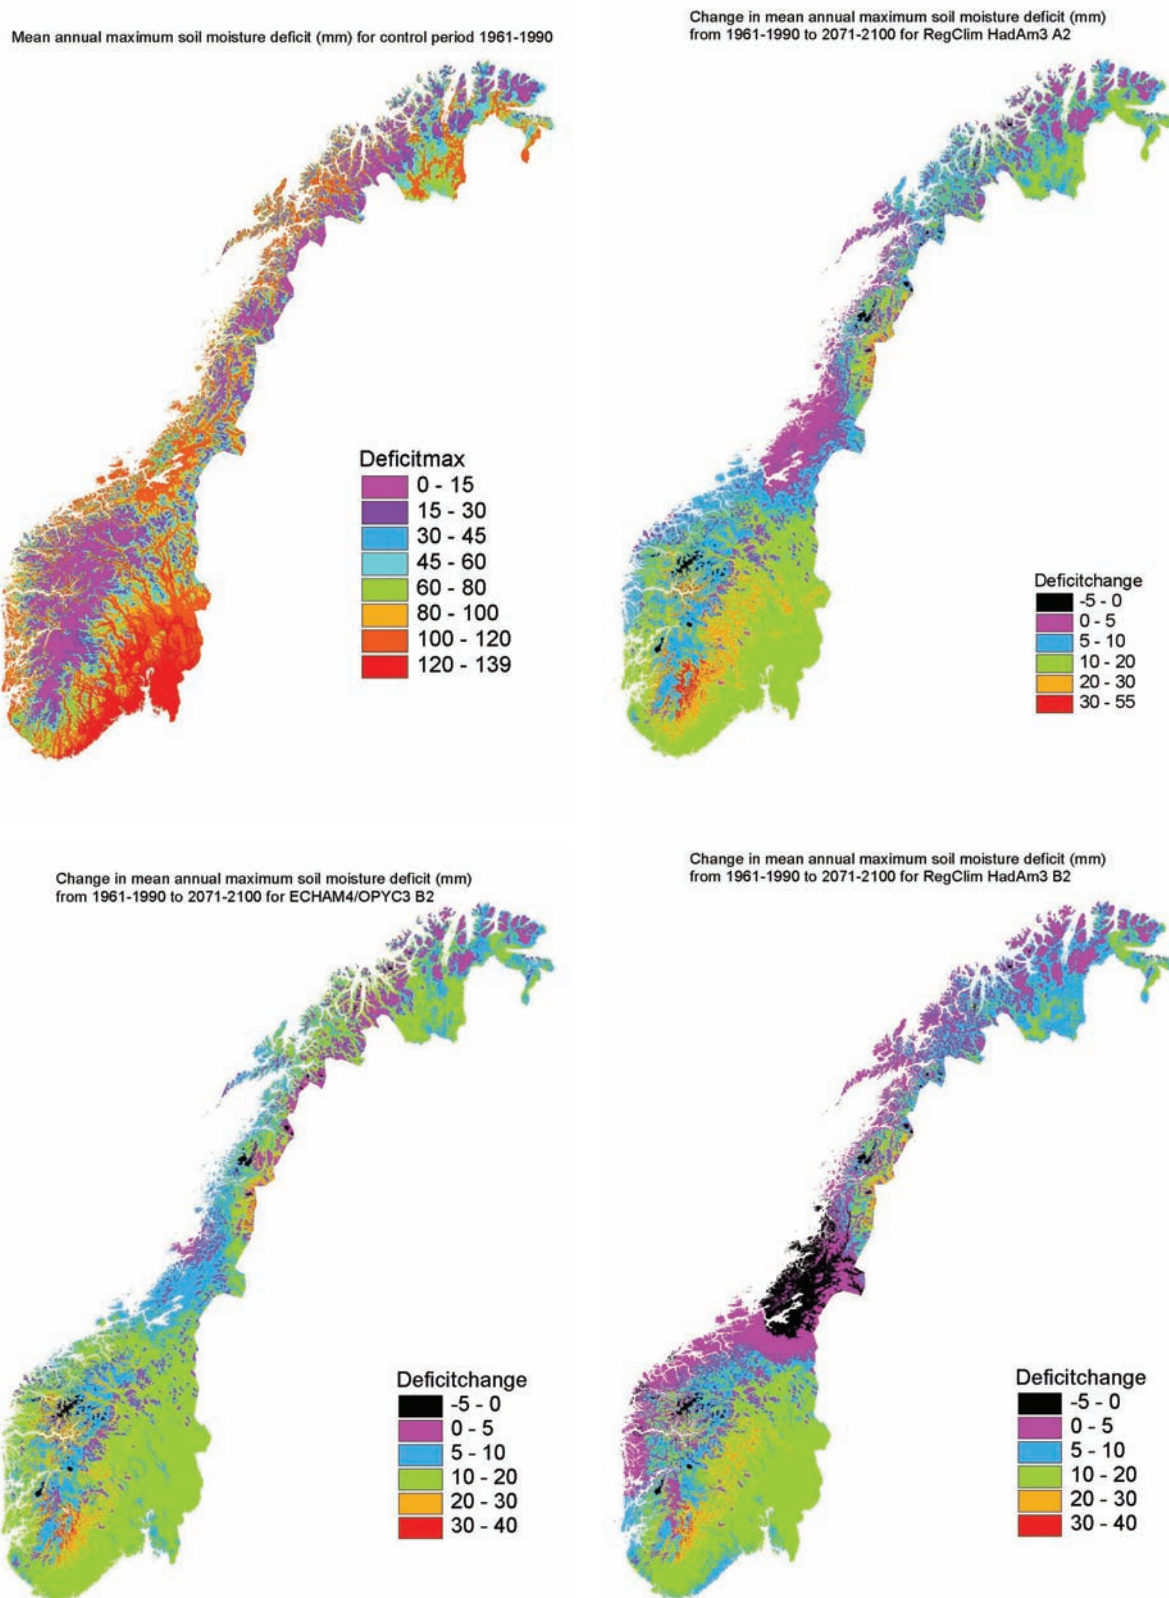 Mean annual maximum soil moisture deficit (mm) for control period 1961-1990
Deficitmax
0 - 15
15 - 30
30 - 45
45 - 60
60 - 80
80 - 100
100 - 120
120 - 139
Change in mean annual maximum soil moisture deficit (mm)
from 1961-1990 to 2071-2100 for RegClim HadAm3 A2
Deficitchange
-5 - 0
0 - 5
5 - 10
10 - 20
20 - 30
30 - 55
Change in mean annual maximum soil moisture deficit (mm)
from 1961-1990 to 2071-2100 for ECHAM4/OPYC3 B2
Deficitchange
-5 - 0
0 - 5
5 - 10
10 - 20
20 - 30
30 - 40
Change in mean annual maximum soil moisture deficit (mm)
from 1961-1990 to 2071-2100 for RegClim HadAm3 B2
Deficitchange
-5 - 0
0 - 5
5 - 10
10 - 20
20 - 30
30 - 40